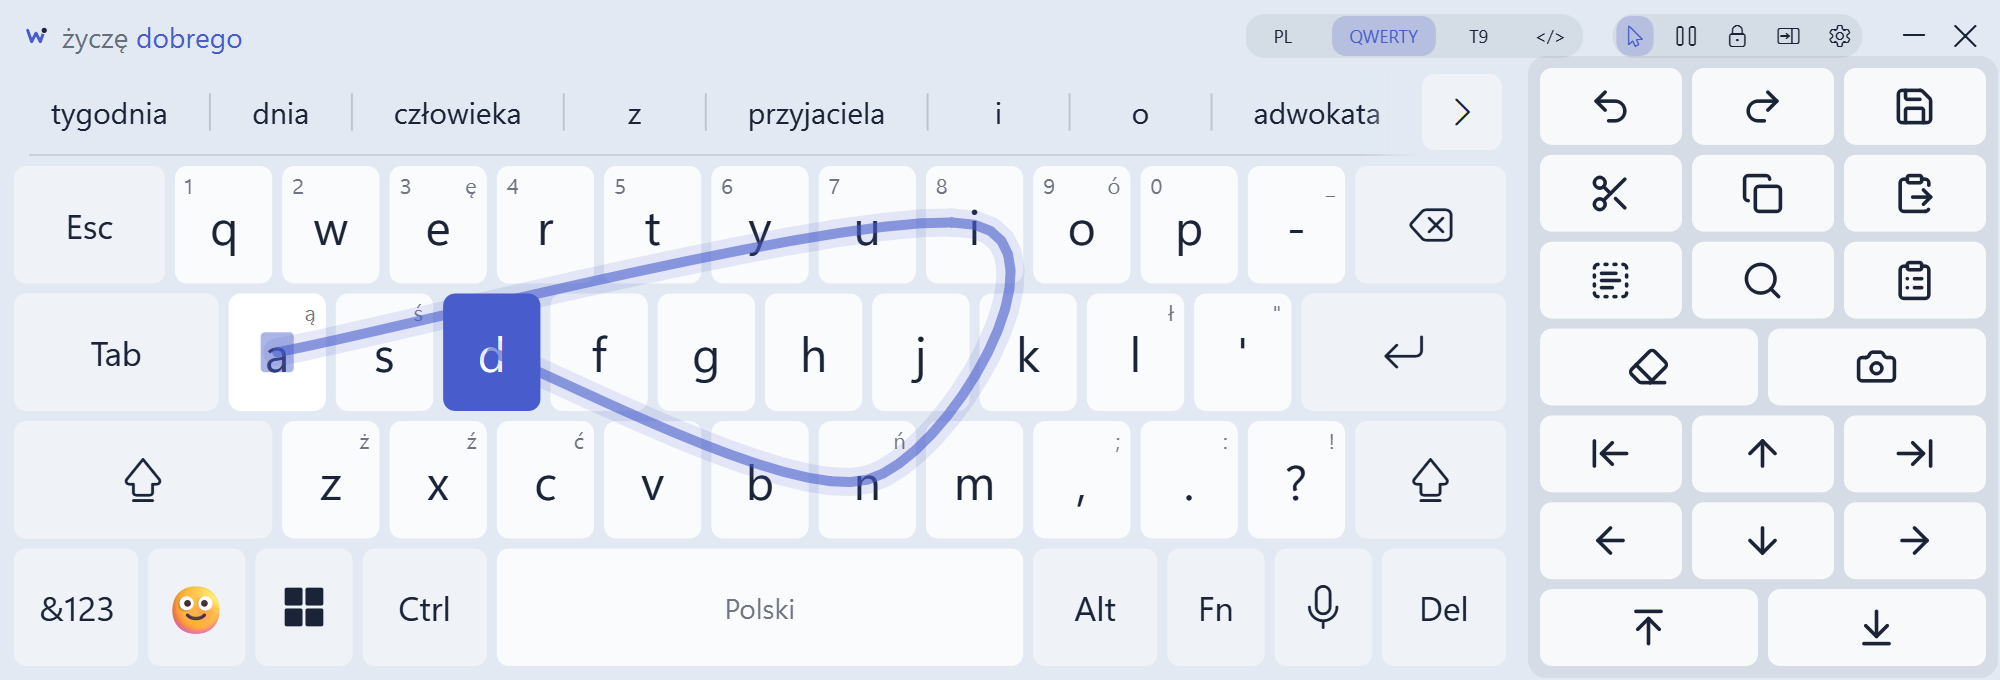 życzę dobrego
PL QWERTY T9 </>
tygodnia dnia człowieka z przyjaciela i o adwokata
Esc 1 q 2 w 3 ę e 4 r 5 t 6 y 7 u 8 i 9 ó o 0 p _ -
Tab ą a ś s d f g h j k ł l " '
ż z ź x ć c v b ń n m ; , : . ! ?
&123 Ctrl Polski Alt Fn Del